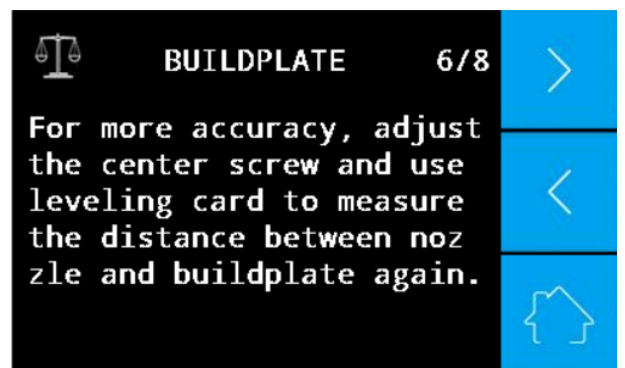 BUILDPLATE 6/8
For more accuracy, adjust
the center screw and use
leveling card to measure
the distance between noz
zle and buildplate again.